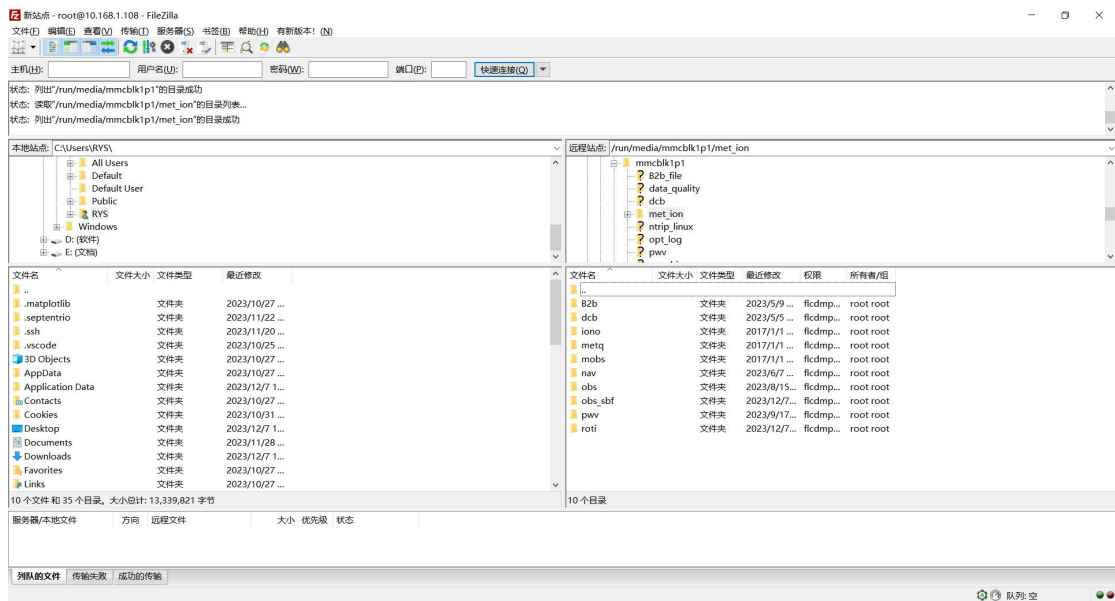 新站点 - root@10.168.1.108 - FileZilla
文件(F) 编辑(E) 查看(V) 传输(T) 服务器(S) 书签(B) 帮助(H) 有新版本! (N)
主机(H): 用户名(U): 密码(W): 端口(P): 快速连接(Q)
状态: 列出"/run/media/mmcblk1p1"的目录成功
状态: 读取"/run/media/mmcblk1p1/met_ion"的目录列表...
状态: 列出"/run/media/mmcblk1p1/met_ion"的目录成功
本地站点: C:\Users\RYS\
All Users
Default
Default User
Public
RYS
Windows
D: (软件)
E: (文档)
远程站点: /run/media/mmcblk1p1/met_ion
mmcblk1p1
B2b_file
data_quality
dcb
met_ion
ntrip_linux
opt_log
pwv
文件名 文件大小 文件类型 最近修改
..
.matplotlib 文件夹 2023/10/27 ...
.septentrio 文件夹 2023/11/22 ...
.ssh 文件夹 2023/11/20 ...
.vscode 文件夹 2023/10/25 ...
3D Objects 文件夹 2023/10/27 ...
AppData 文件夹 2023/10/27 ...
Application Data 文件夹 2023/12/7 1...
Contacts 文件夹 2023/10/27 ...
Cookies 文件夹 2023/10/31 ...
Desktop 文件夹 2023/12/7 1...
Documents 文件夹 2023/11/28 ...
Downloads 文件夹 2023/12/7 1...
Favorites 文件夹 2023/10/27 ...
Links 文件夹 2023/10/27 ...
10 个文件 和 35 个目录。大小总计: 13,339,821 字节
文件名 文件大小 文件类型 最近修改 权限 所有者/组
..
B2b 文件夹 2023/5/9 ... flcdmp... root root
dcb 文件夹 2023/5/5 ... flcdmp... root root
iono 文件夹 2017/1/1 ... flcdmp... root root
metq 文件夹 2017/1/1 ... flcdmp... root root
mobs 文件夹 2017/1/1 ... flcdmp... root root
nav 文件夹 2023/6/7 ... flcdmp... root root
obs 文件夹 2023/8/15... flcdmp... root root
obs_sbf 文件夹 2023/12/7... flcdmp... root root
pwv 文件夹 2023/9/17... flcdmp... root root
roti 文件夹 2023/12/7... flcdmp... root root
10 个目录
服务器/本地文件 方向 远程文件 大小 优先级 状态
列队的文件 传输失败 成功的传输
队列: 空